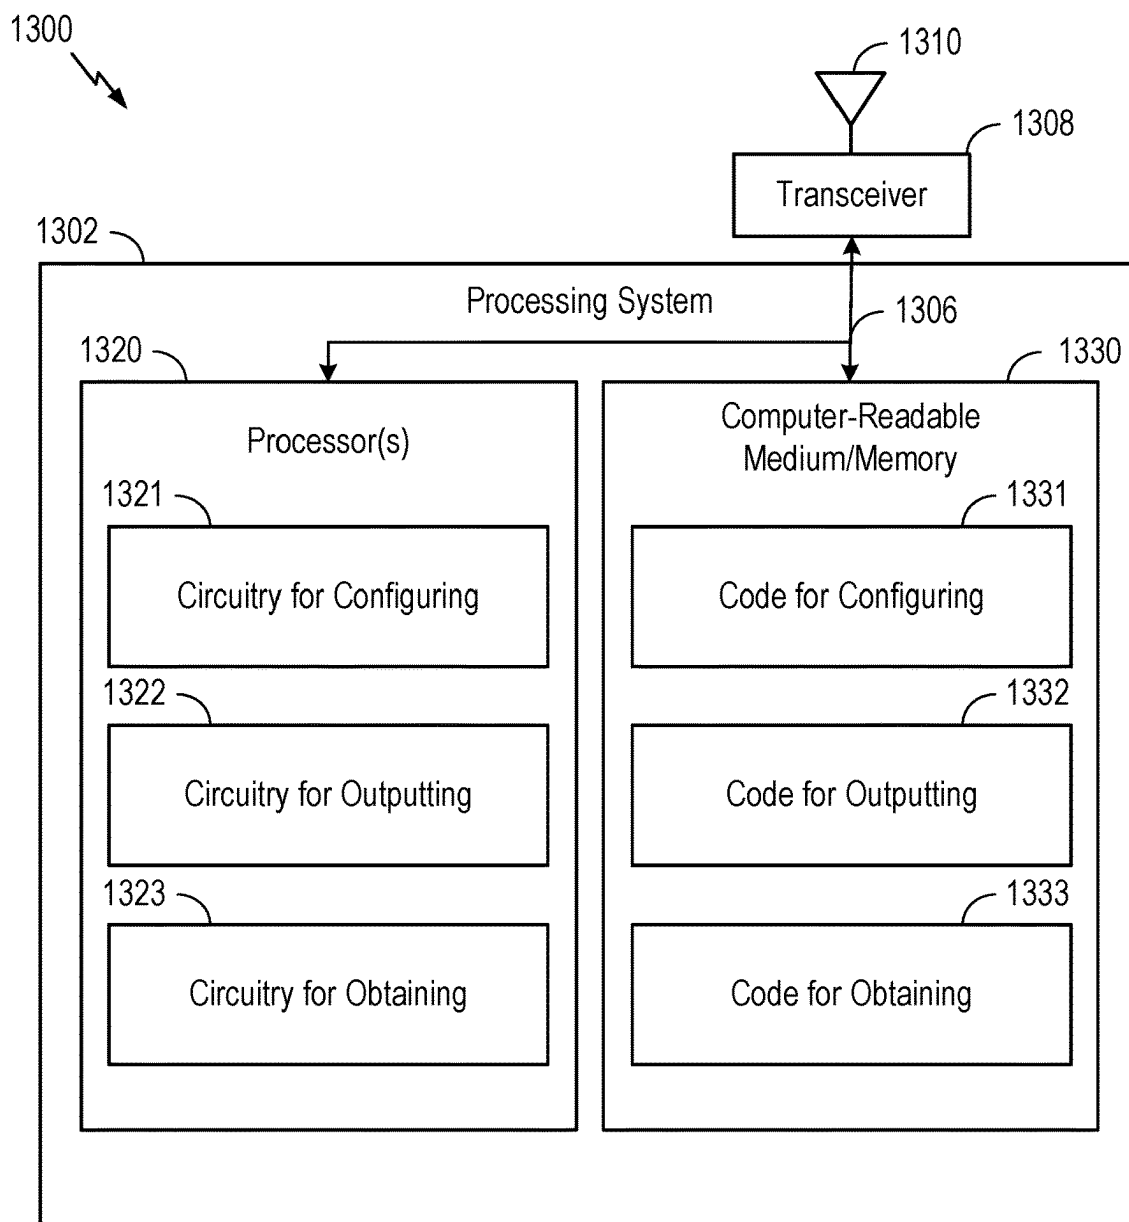 1300
1310
1308
Transceiver
1302
Processing System
1306
1320
1330
Processor(s)
Computer-Readable
Medium/Memory
1321
1331
Circuitry for Configuring
Code for Configuring
1322
1332
Circuitry for Outputting
Code for Outputting
1323
1333
Circuitry for Obtaining
Code for Obtaining